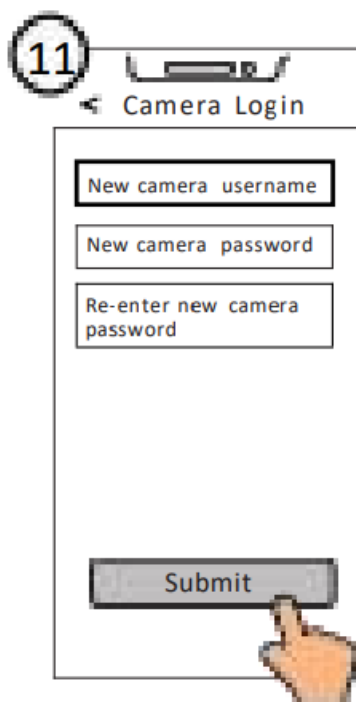 11
< Camera Login
New camera username
New camera password
Re-enter new camera
password
Submit